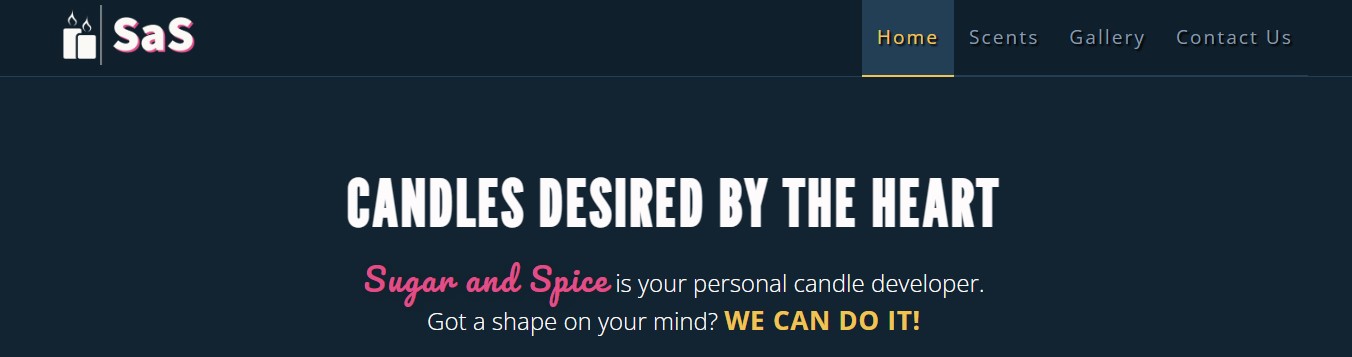 SaS
Home Scents Gallery Contact Us
CANDLES DESIRED BY THE HEART
Sugar and Spice is your personal candle developer.
Got a shape on your mind? WE CAN DO IT!